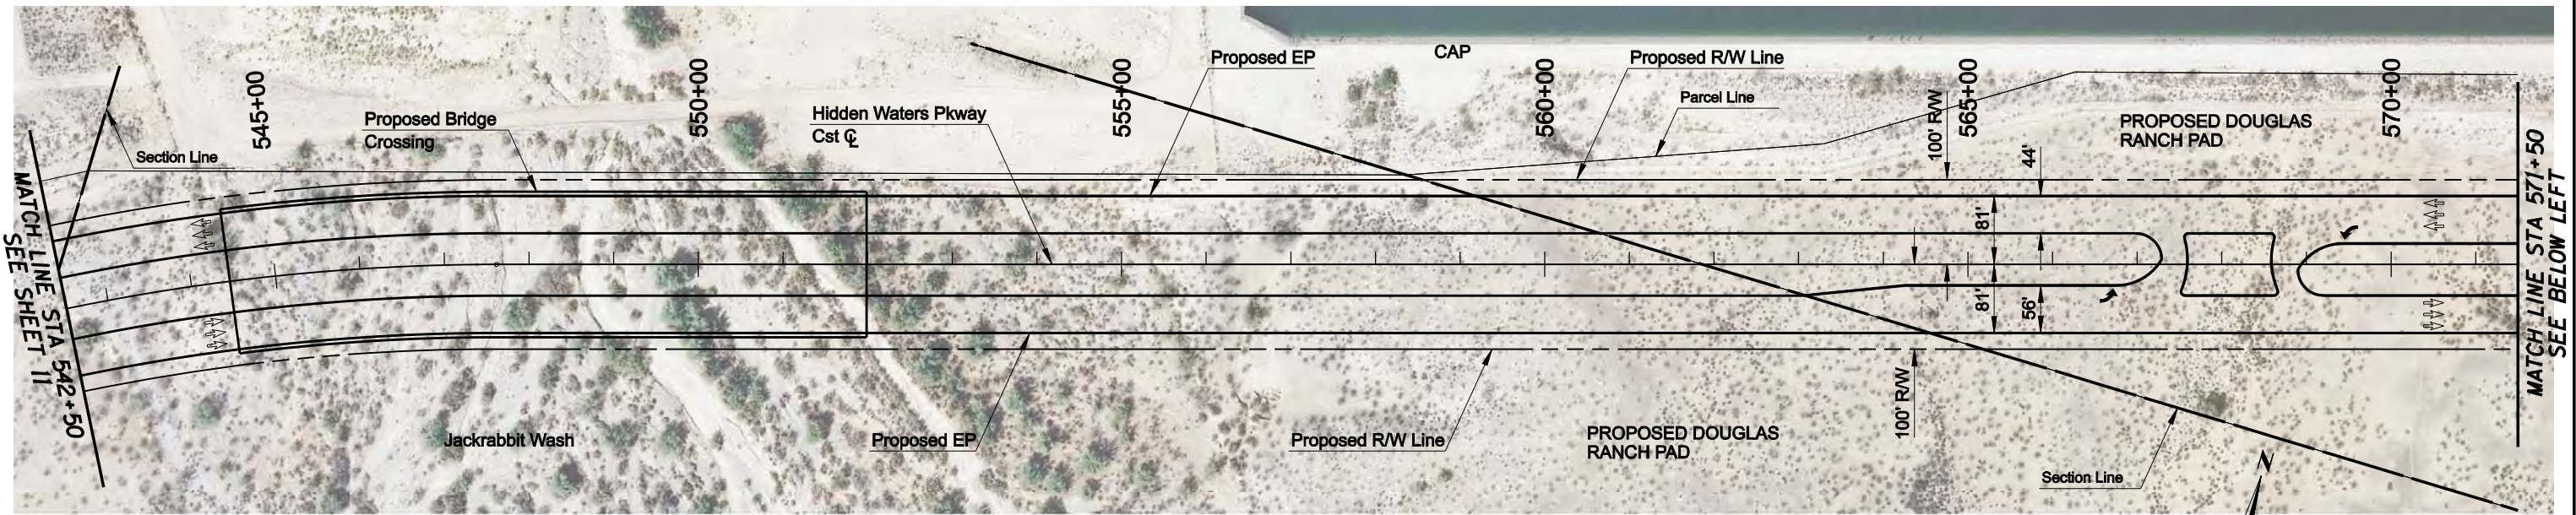 MATCH LINE STA 542+50
SEE SHEET 11
Section Line
545+00
Proposed Bridge
Crossing
550+00
Hidden Waters Pkway
Cst ℄
555+00
Proposed EP
CAP
560+00
Proposed R/W Line
Parcel Line
100' R/W
565+00
44'
81'
PROPOSED DOUGLAS
RANCH PAD
570+00
MATCH LINE STA 571+50
SEE BELOW LEFT
81'
56'
100' R/W
Jackrabbit Wash
Proposed EP
Proposed R/W Line
PROPOSED DOUGLAS
RANCH PAD
Section Line
N